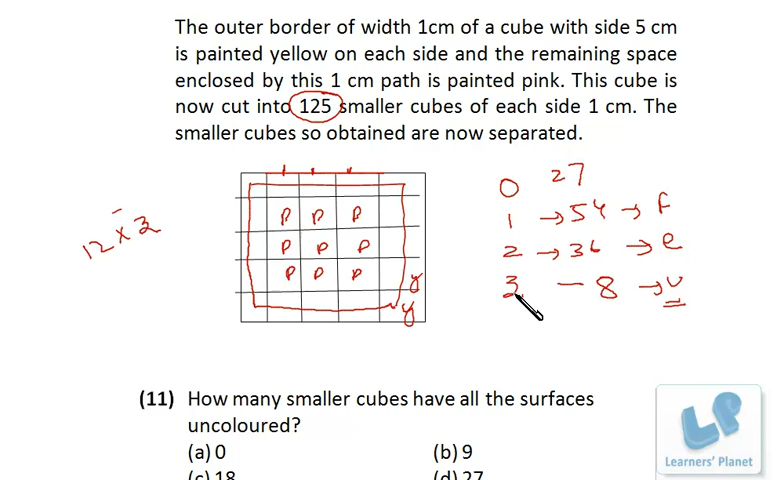 The outer border of width 1cm of a cube with side 5 cm
is painted yellow on each side and the remaining space
enclosed by this 1 cm path is painted pink. This cube is
now cut into 125 smaller cubes of each side 1 cm. The
smaller cubes so obtained are now separated.
0 27
1 → 54 → f
12 x 3
P P P
2 → 36 → e
P P P
3 – 8 → v
P P P y
y
(11) How many smaller cubes have all the surfaces
uncoloured?
(a) 0 (b) 9
(c) 18 (d) 27
LP
Learners' Planet